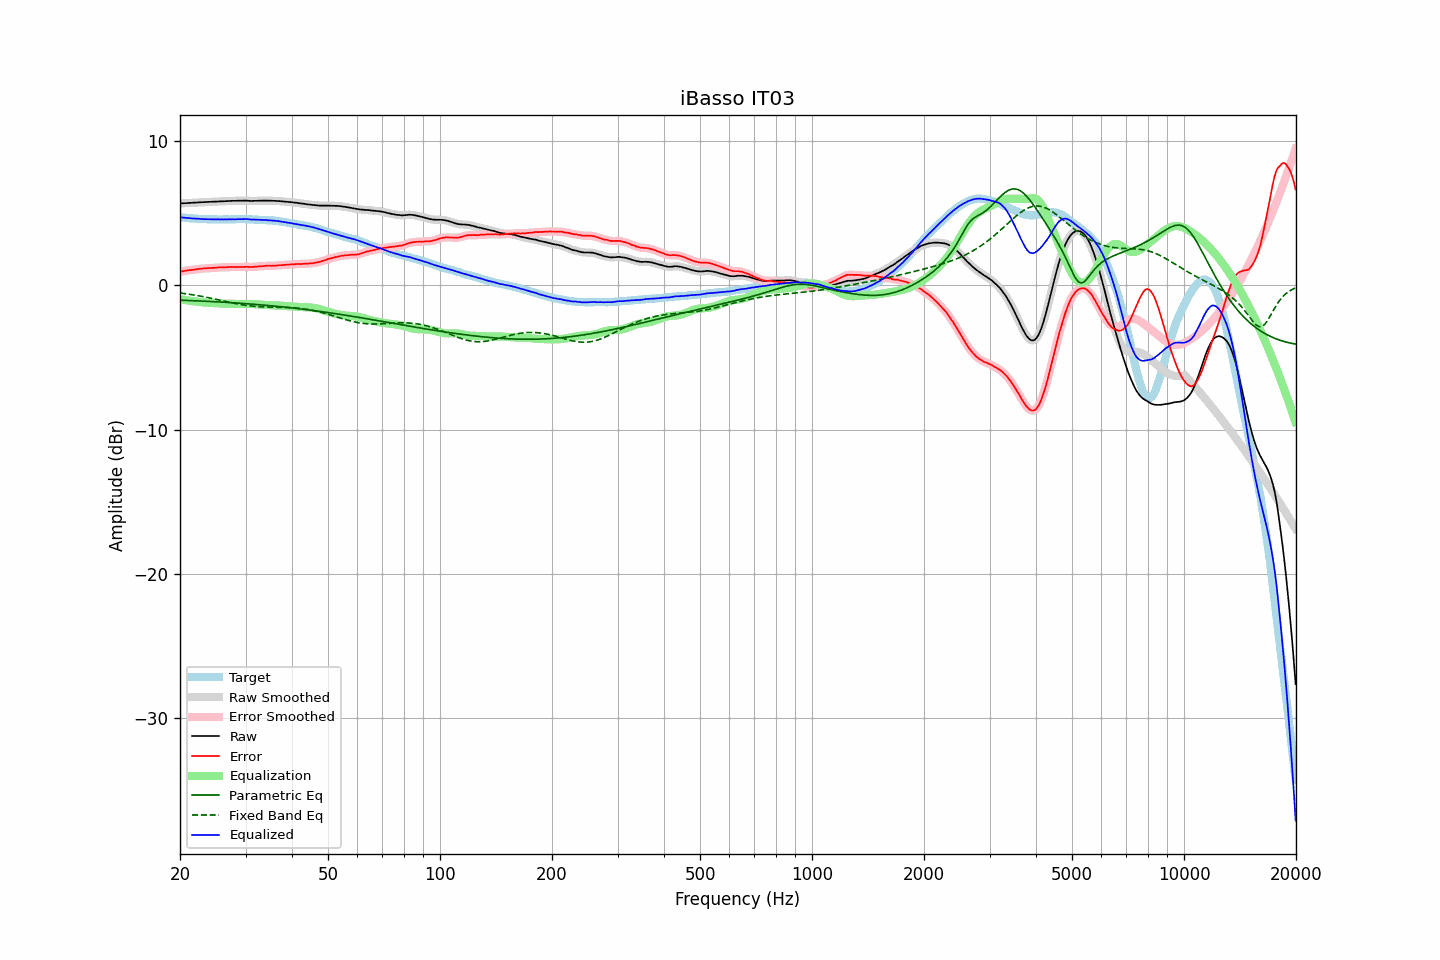 iBasso IT03
10
0
−10
−20
−30
Amplitude (dBr)
20
50
100
200
500
1000
2000
5000
10000
20000
Frequency (Hz)
Target
Raw Smoothed
Error Smoothed
Raw
Error
Equalization
Parametric Eq
Fixed Band Eq
Equalized